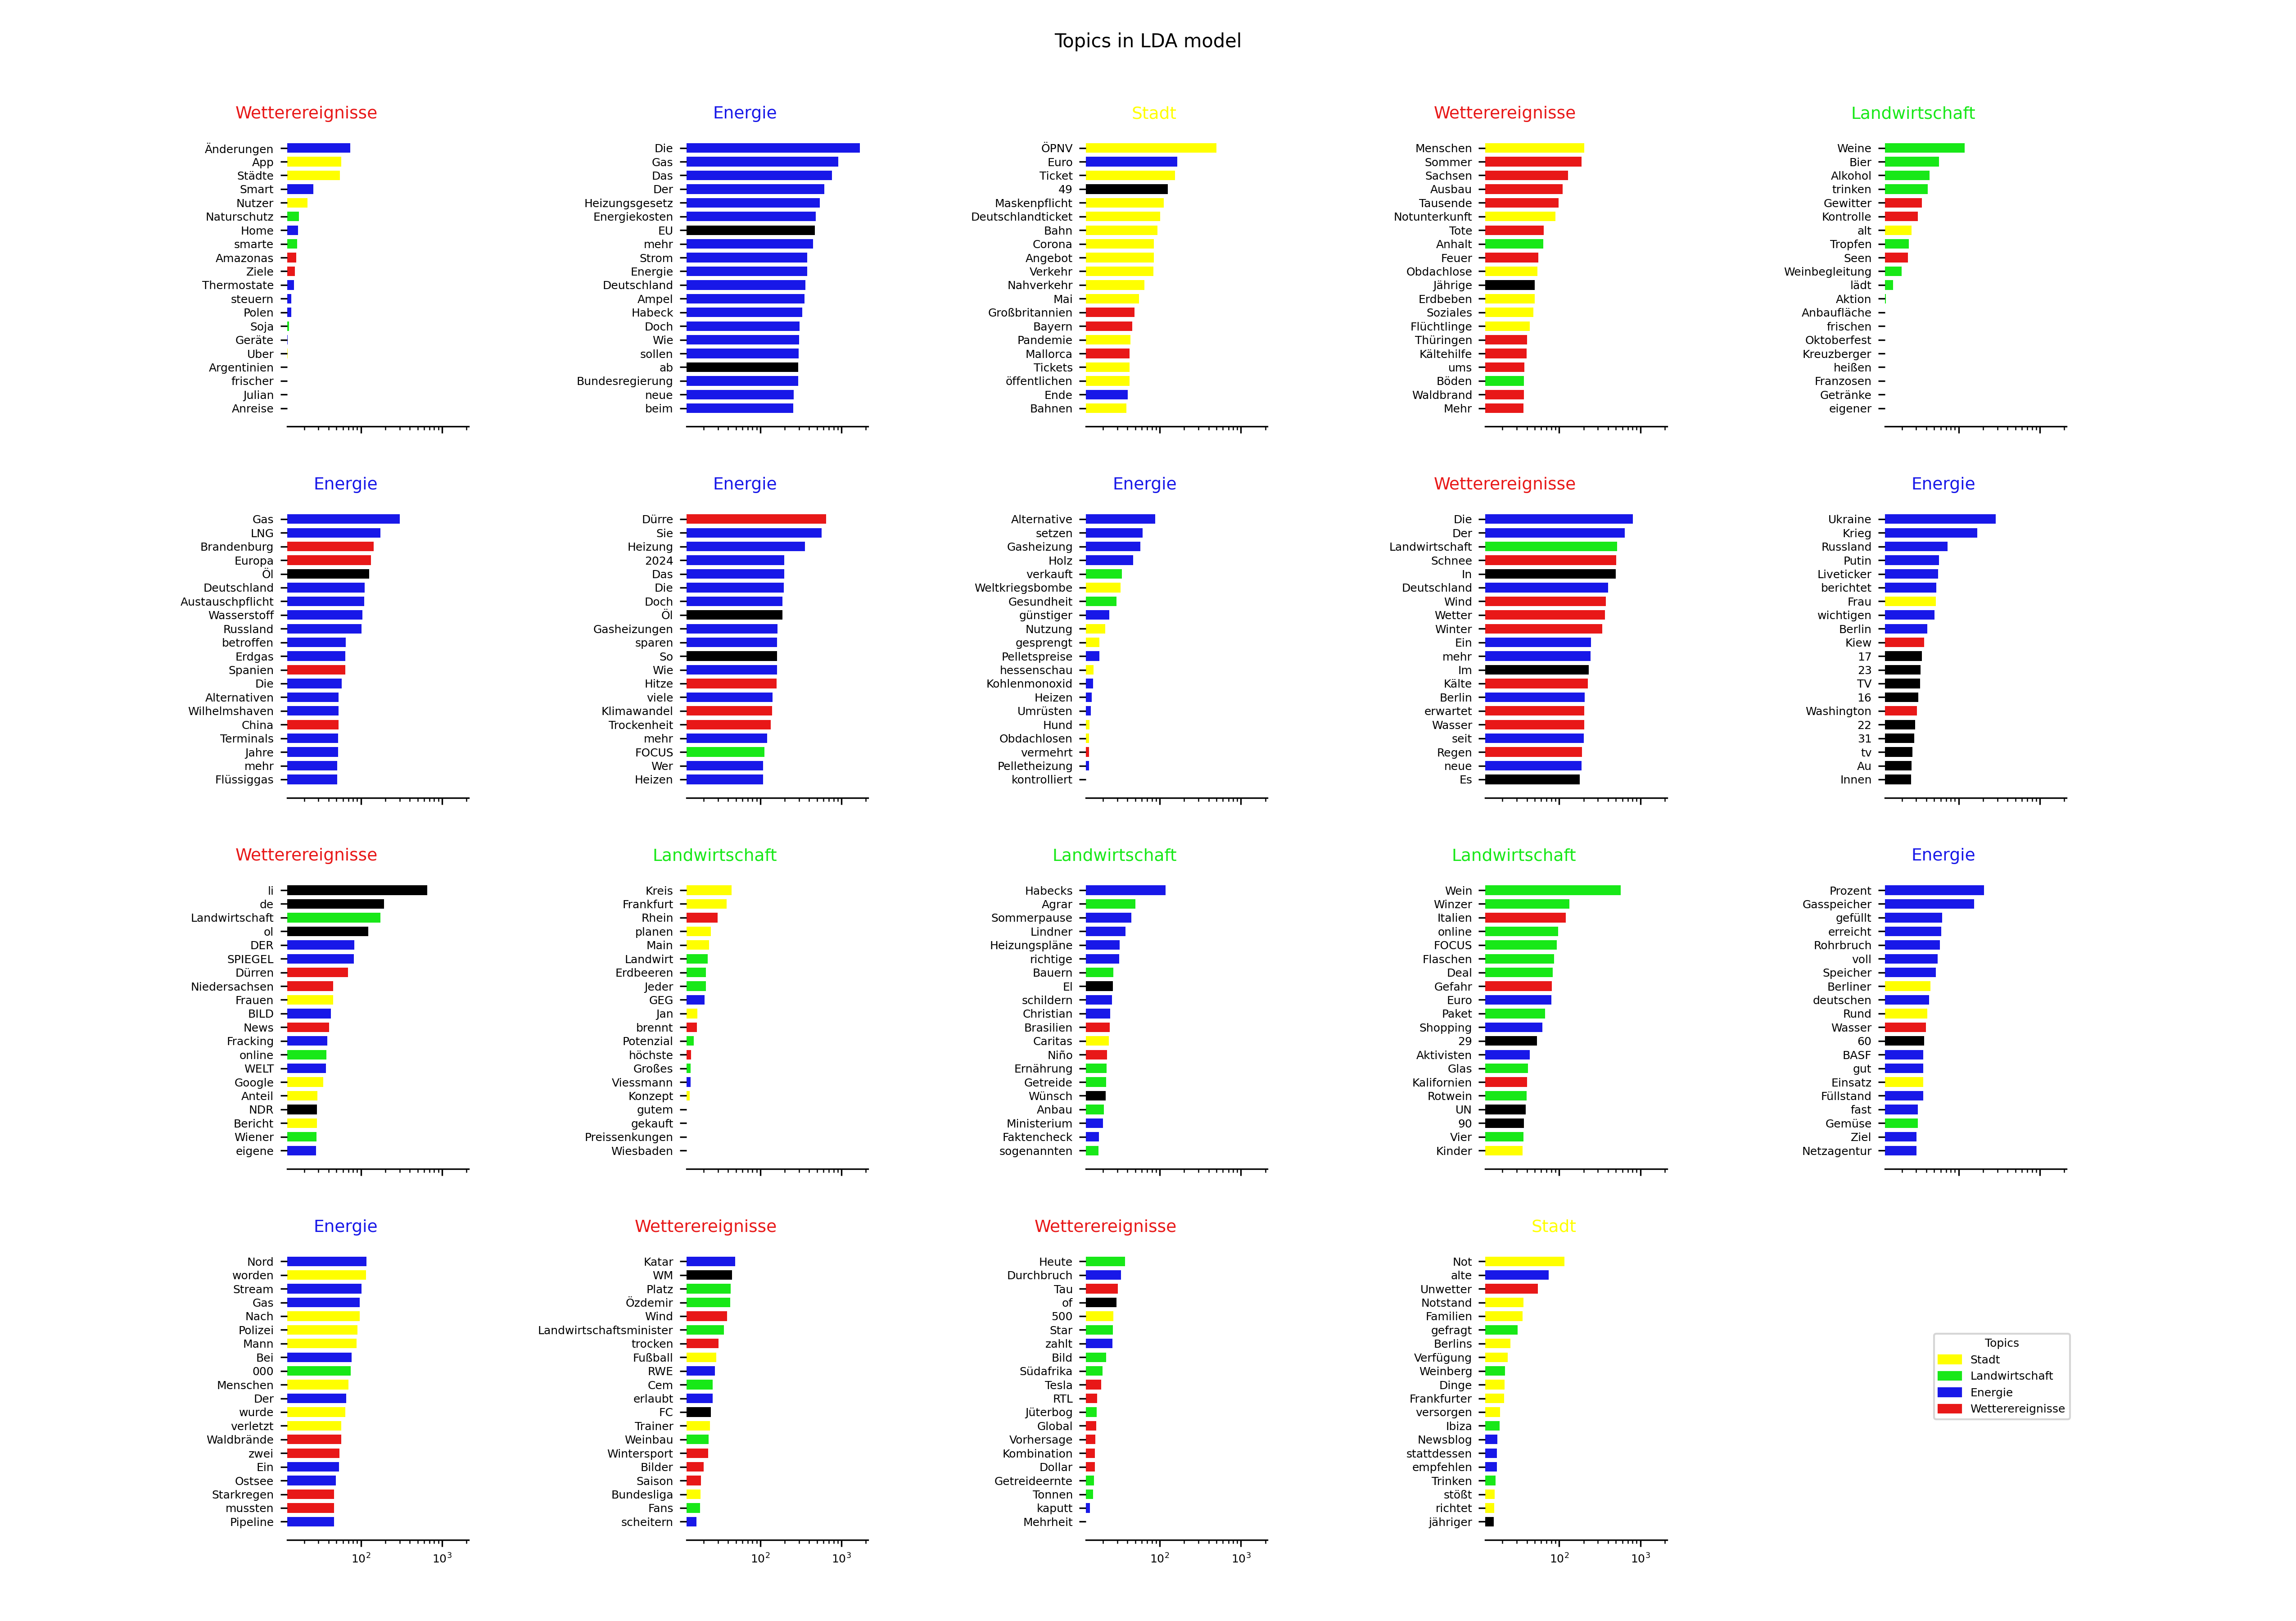 Topics in LDA model
Wetterereignisse
Änderungen
App
Städte
Smart
Nutzer
Naturschutz
Home
smarte
Amazonas
Ziele
Thermostate
steuern
Polen
Soja
Geräte
Uber
Argentinien
frischer
Julian
Anreise
Energie
Die
Gas
Das
Der
Heizungsgesetz
Energiekosten
EU
mehr
Strom
Energie
Deutschland
Ampel
Habeck
Doch
Wie
sollen
ab
Bundesregierung
neue
beim
Stadt
ÖPNV
Euro
Ticket
49
Maskenpflicht
Deutschlandticket
Bahn
Corona
Angebot
Verkehr
Nahverkehr
Mai
Großbritannien
Bayern
Pandemie
Mallorca
Tickets
öffentlichen
Ende
Bahnen
Wetterereignisse
Menschen
Sommer
Sachsen
Ausbau
Tausende
Notunterkunft
Tote
Anhalt
Feuer
Obdachlose
Jährige
Erdbeben
Soziales
Flüchtlinge
Thüringen
Kältehilfe
ums
Böden
Waldbrand
Mehr
Landwirtschaft
Weine
Bier
Alkohol
trinken
Gewitter
Kontrolle
alt
Tropfen
Seen
Weinbegleitung
lädt
Aktion
Anbaufläche
frischen
Oktoberfest
Kreuzberger
heißen
Franzosen
Getränke
eigener
Energie
Gas
LNG
Brandenburg
Europa
Öl
Deutschland
Austauschpflicht
Wasserstoff
Russland
betroffen
Erdgas
Spanien
Die
Alternativen
Wilhelmshaven
China
Terminals
Jahre
mehr
Flüssiggas
Energie
Dürre
Sie
Heizung
2024
Das
Die
Doch
Öl
Gasheizungen
sparen
So
Wie
Hitze
viele
Klimawandel
Trockenheit
mehr
FOCUS
Wer
Heizen
Energie
Alternative
setzen
Gasheizung
Holz
verkauft
Weltkriegsbombe
Gesundheit
günstiger
Nutzung
gesprengt
Pelletspreise
hessenschau
Kohlenmonoxid
Heizen
Umrüsten
Hund
Obdachlosen
vermehrt
Pelletheizung
kontrolliert
Wetterereignisse
Die
Der
Landwirtschaft
Schnee
In
Deutschland
Wind
Wetter
Winter
Ein
mehr
Im
Kälte
Berlin
erwartet
Wasser
seit
Regen
neue
Es
Energie
Ukraine
Krieg
Russland
Putin
Liveticker
berichtet
Frau
wichtigen
Berlin
Kiew
17
23
TV
16
Washington
22
31
tv
Au
Innen
Wetterereignisse
li
de
Landwirtschaft
ol
DER
SPIEGEL
Dürren
Niedersachsen
Frauen
BILD
News
Fracking
online
WELT
Google
Anteil
NDR
Bericht
Wiener
eigene
Landwirtschaft
Kreis
Frankfurt
Rhein
planen
Main
Landwirt
Erdbeeren
Jeder
GEG
Jan
brennt
Potenzial
höchste
Großes
Viessmann
Konzept
gutem
gekauft
Preissenkungen
Wiesbaden
Landwirtschaft
Habecks
Agrar
Sommerpause
Lindner
Heizungspläne
richtige
Bauern
El
schildern
Christian
Brasilien
Caritas
Niño
Ernährung
Getreide
Wünsch
Anbau
Ministerium
Faktencheck
sogenannten
Landwirtschaft
Wein
Winzer
Italien
online
FOCUS
Flaschen
Deal
Gefahr
Euro
Paket
Shopping
29
Aktivisten
Glas
Kalifornien
Rotwein
UN
90
Vier
Kinder
Energie
Prozent
Gasspeicher
gefüllt
erreicht
Rohrbruch
voll
Speicher
Berliner
deutschen
Rund
Wasser
60
BASF
gut
Einsatz
Füllstand
fast
Gemüse
Ziel
Netzagentur
Energie
Nord
worden
Stream
Gas
Nach
Polizei
Mann
Bei
000
Menschen
Der
wurde
verletzt
Waldbrände
zwei
Ein
Ostsee
Starkregen
mussten
Pipeline
10² 10³
Wetterereignisse
Katar
WM
Platz
Özdemir
Wind
Landwirtschaftsminister
trocken
Fußball
RWE
Cem
erlaubt
FC
Trainer
Weinbau
Wintersport
Bilder
Saison
Bundesliga
Fans
scheitern
10² 10³
Wetterereignisse
Heute
Durchbruch
Tau
of
500
Star
zahlt
Bild
Südafrika
Tesla
RTL
Jüterbog
Global
Vorhersage
Kombination
Dollar
Getreideernte
Tonnen
kaputt
Mehrheit
10² 10³
Stadt
Not
alte
Unwetter
Notstand
Familien
gefragt
Berlins
Verfügung
Weinberg
Dinge
Frankfurter
versorgen
Ibiza
Newsblog
stattdessen
empfehlen
Trinken
stößt
richtet
jähriger
10² 10³
Topics
Stadt
Landwirtschaft
Energie
Wetterereignisse